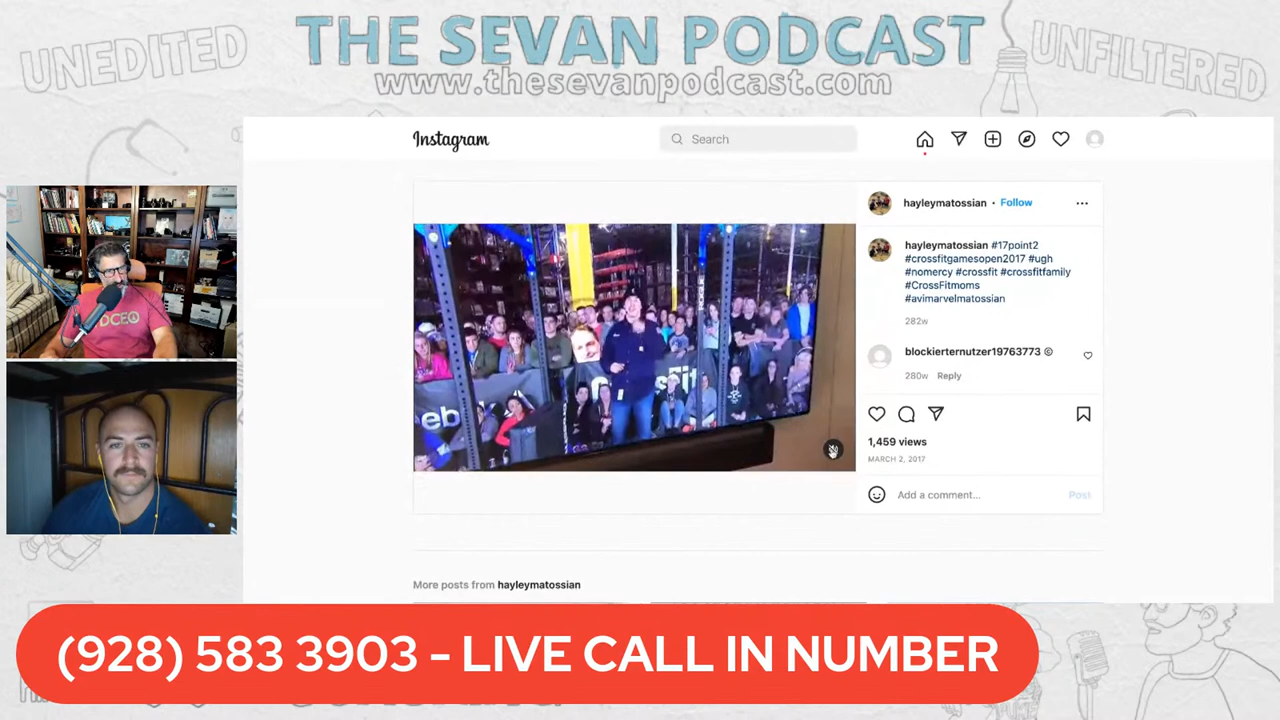 UNEDITED
THE SEVAN PODCAST
www.thesevanpodcast.com
UNFILTERED
Instagram
Search
hayleymatossian • Follow
hayleymatossian #17point2
#crossfitgamesopen2017 #ugh
#nomercy #crossfit #crossfitfamily
#CrossFitmoms
#avimarvelmatossian
282w
blockierternutzer19763773
280w Reply
1,459 views
MARCH 2, 2017
Add a comment...
Post
More posts from hayleymatossian
(928) 583 3903 - LIVE CALL IN NUMBER